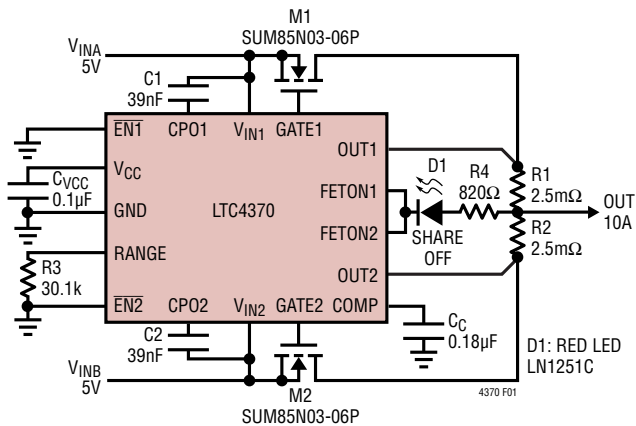 M1
SUM85N03-06P
VINA
5V
C1
39nF
EN1
CPO1
VIN1
GATE1
OUT1
VCC
CVCC
0.1µF
FETON1
D1
R4
820Ω
R1
2.5mΩ
GND
LTC4370
OUT
10A
FETON2
SHARE
OFF
R2
2.5mΩ
RANGE
OUT2
R3
30.1k
EN2
CPO2
VIN2
GATE2
COMP
C2
39nF
CC
0.18µF
D1: RED LED
LN1251C
VINB
5V
M2
SUM85N03-06P
4370 F01